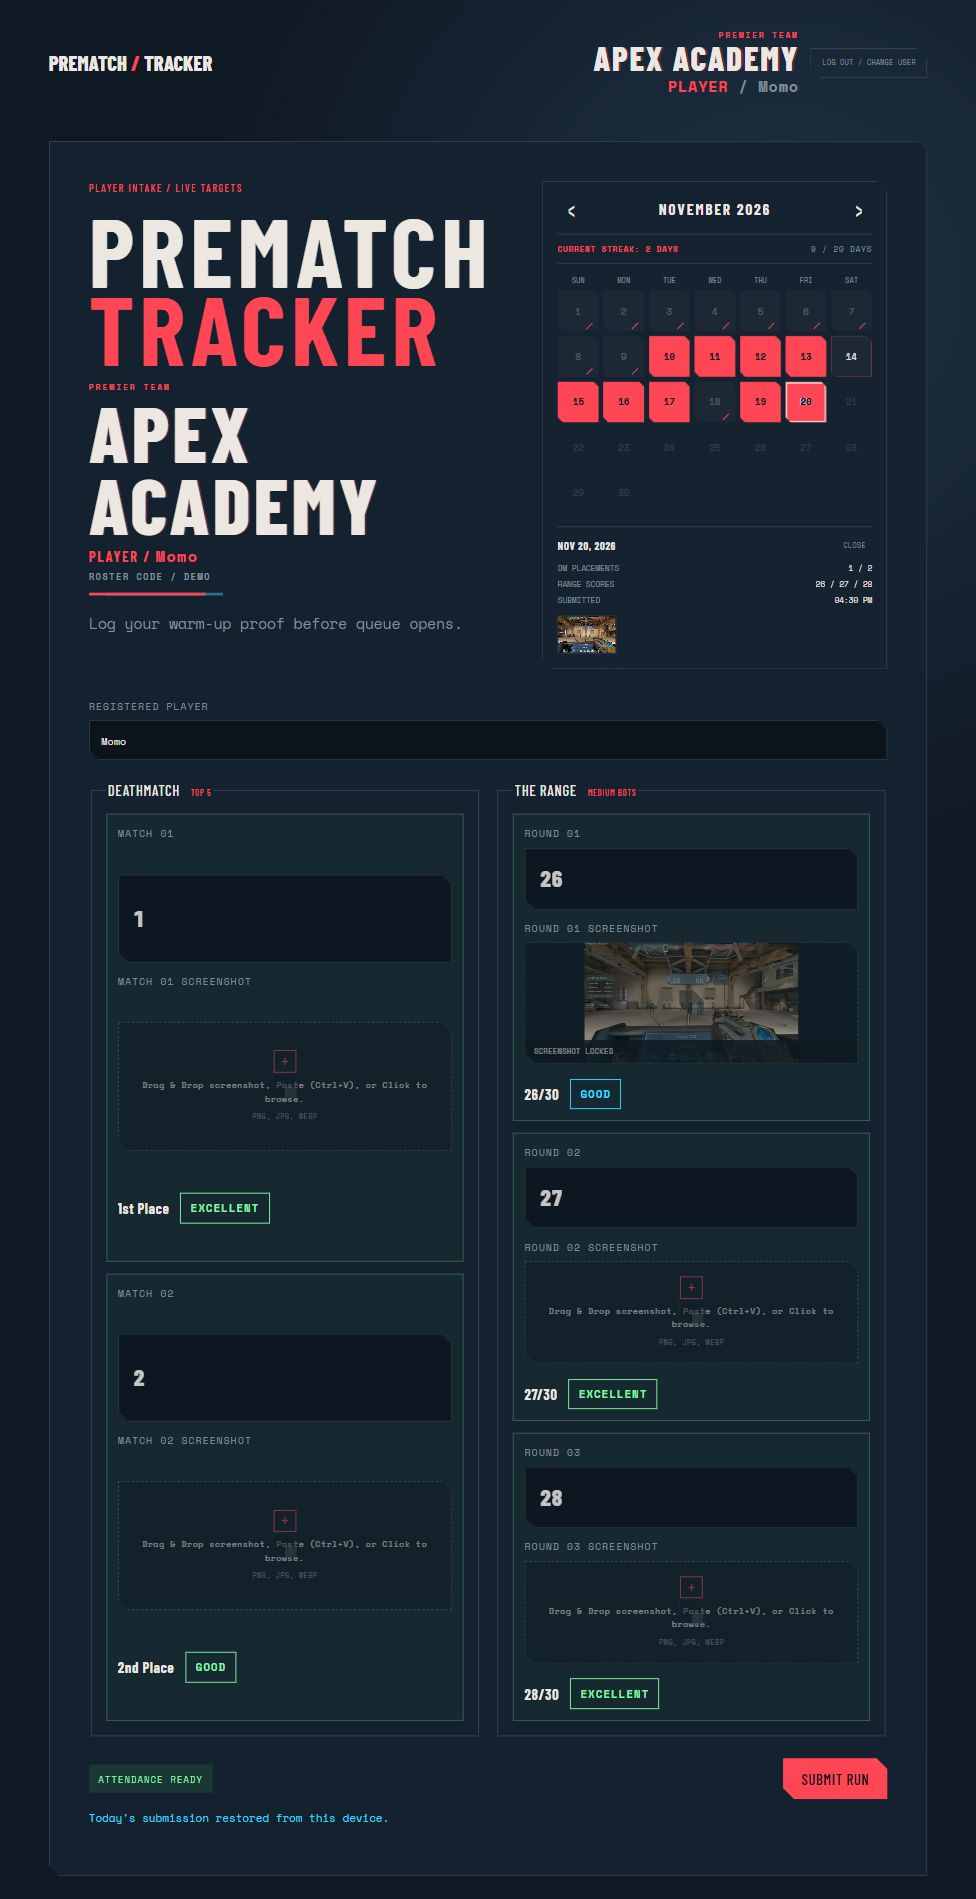 PREMATCH / TRACKER
PREMIER TEAM
APEX ACADEMY
PLAYER / Momo
LOG OUT / CHANGE USER
PLAYER INTAKE / LIVE TARGETS
PREMATCH
TRACKER
PREMIER TEAM
APEX
ACADEMY
PLAYER / Momo
ROSTER CODE / DEMO
Log your warm-up proof before queue opens.
< NOVEMBER 2026 >
CURRENT STREAK: 2 DAYS 9 / 20 DAYS
SUN MON TUE WED THU FRI SAT
1 2 3 4 5 6 7
8 9 10 11 12 13 14
15 16 17 18 19 20 21
22 23 24 25 26 27 28
29 30
NOV 20, 2026 CLOSE
DM PLACEMENTS 1 / 2
RANGE SCORES 26 / 27 / 28
SUBMITTED 04:30 PM
REGISTERED PLAYER
Momo
DEATHMATCH TOP 5
MATCH 01
1
MATCH 01 SCREENSHOT
+
Drag & Drop screenshot, Paste (Ctrl+V), or Click to
browse.
PNG, JPG, WEBP
1st Place EXCELLENT
MATCH 02
2
MATCH 02 SCREENSHOT
+
Drag & Drop screenshot, Paste (Ctrl+V), or Click to
browse.
PNG, JPG, WEBP
2nd Place GOOD
THE RANGE MEDIUM BOTS
ROUND 01
26
ROUND 01 SCREENSHOT
SCREENSHOT LOCKED
26/30 GOOD
ROUND 02
27
ROUND 02 SCREENSHOT
+
Drag & Drop screenshot, Paste (Ctrl+V), or Click to
browse.
PNG, JPG, WEBP
27/30 EXCELLENT
ROUND 03
28
ROUND 03 SCREENSHOT
+
Drag & Drop screenshot, Paste (Ctrl+V), or Click to
browse.
PNG, JPG, WEBP
28/30 EXCELLENT
ATTENDANCE READY
SUBMIT RUN
Today's submission restored from this device.